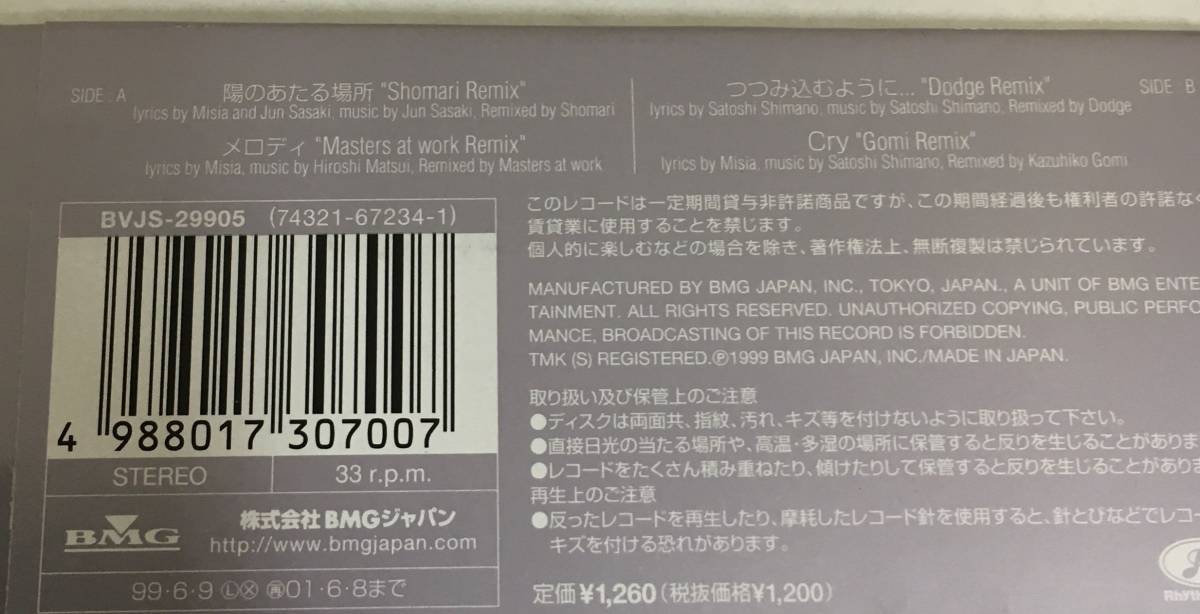 SIDE : A
陽のあたる場所 "Shomari Remix"
lyrics by Misia and Jun Sasaki, music by Jun Sasaki, Remixed by Shomari
メロディ "Masters at work Remix"
lyrics by Misia, music by Hiroshi Matsui, Remixed by Masters at work
つつみ込むように... "Dodge Remix"
SIDE B
lyrics by Satoshi Shimano, music by Satoshi Shimano, Remixed by Dodge
Cry "Gomi Remix"
lyrics by Misia, music by Satoshi Shimano, Remixed by Kazuhiko Gomi
BVJS-29905 (74321-67234-1)
4 988017 307007
STEREO 33 r.p.m.
BMG
株式会社BMGジャパン
http://www.bmgjapan.com
99・6・9 Ⓛ Ⓧ ㊢01・6・8まで
このレコードは一定期間貸与非許諾商品ですが、この期間経過後も権利者の許諾なく
賃貸業に使用することを禁じます。
個人的に楽しむなどの場合を除き、著作権法上、無断複製は禁じられています。
MANUFACTURED BY BMG JAPAN, INC., TOKYO, JAPAN., A UNIT OF BMG ENTE
TAINMENT. ALL RIGHTS RESERVED. UNAUTHORIZED COPYING, PUBLIC PERFO
MANCE, BROADCASTING OF THIS RECORD IS FORBIDDEN.
TMK (S) REGISTERED.Ⓟ1999 BMG JAPAN, INC./MADE IN JAPAN.
取り扱い及び保管上のご注意
●ディスクは両面共、指紋、汚れ、キズ等を付けないように取り扱って下さい。
●直接日光の当たる場所や、高温・多湿の場所に保管すると反りを生じることがありま
●レコードをたくさん積み重ねたり、傾けたりして保管すると反りを生じることがありま
再生上のご注意
●反ったレコードを再生したり、摩耗したレコード針を使用すると、針とびなどでレコー
キズを付ける恐れがあります。
定価¥1,260(税抜価格¥1,200)